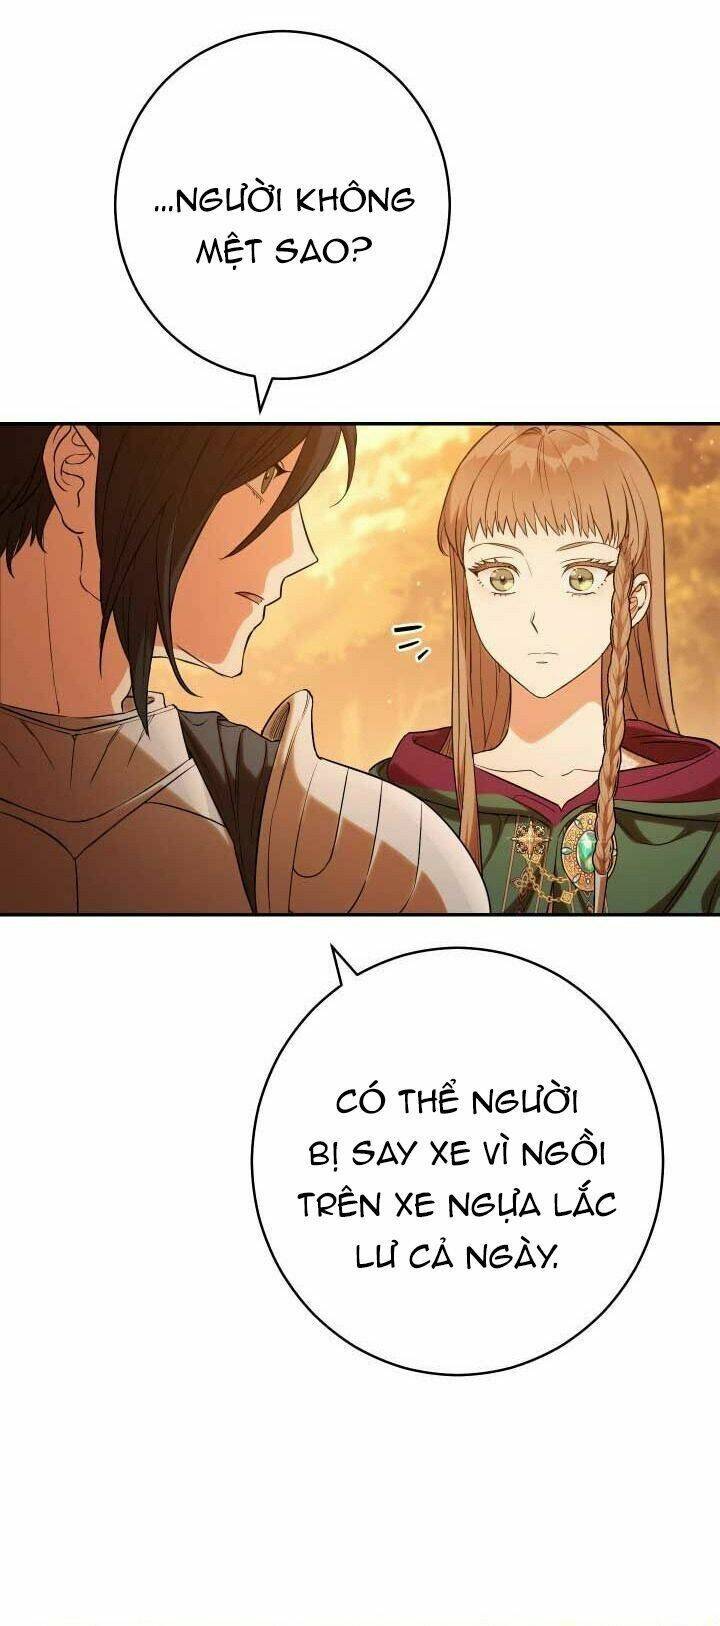 ...NGƯỜI KHÔNG
MỆT SAO?
CÓ THỂ NGƯỜI
BỊ SAY XE VÌ NGỒI
TRÊN XE NGỰA LẮC
LƯ CẢ NGÀY.